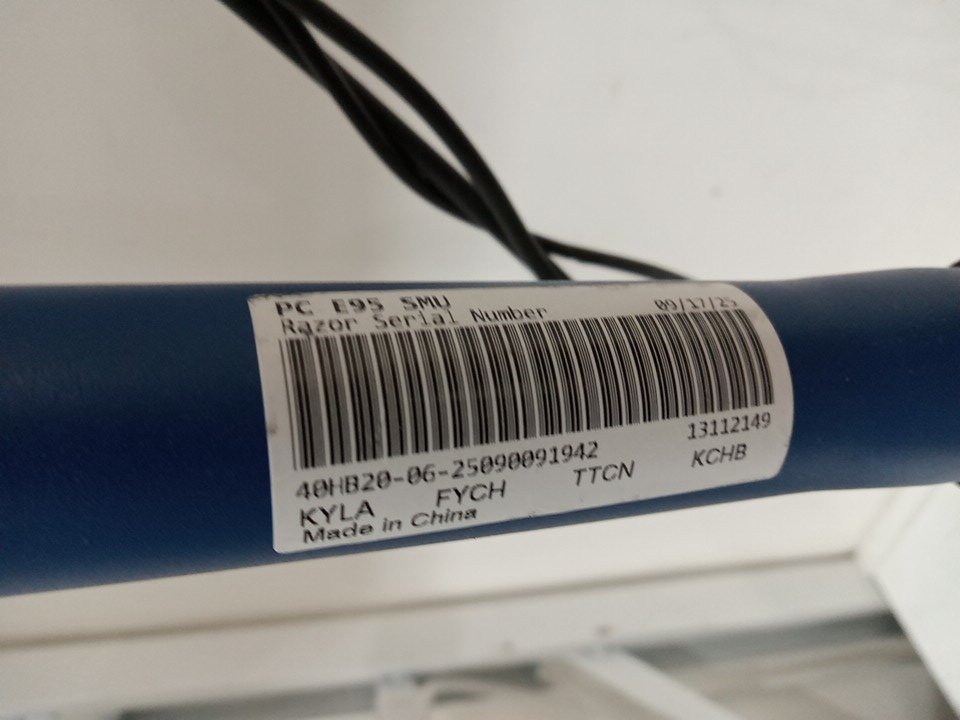 PC E95 SMU
Razor Serial Number 09/17/25
40HB20-06-25090091942 13112149
KYLA FYCH TTCN KCHB
Made in China